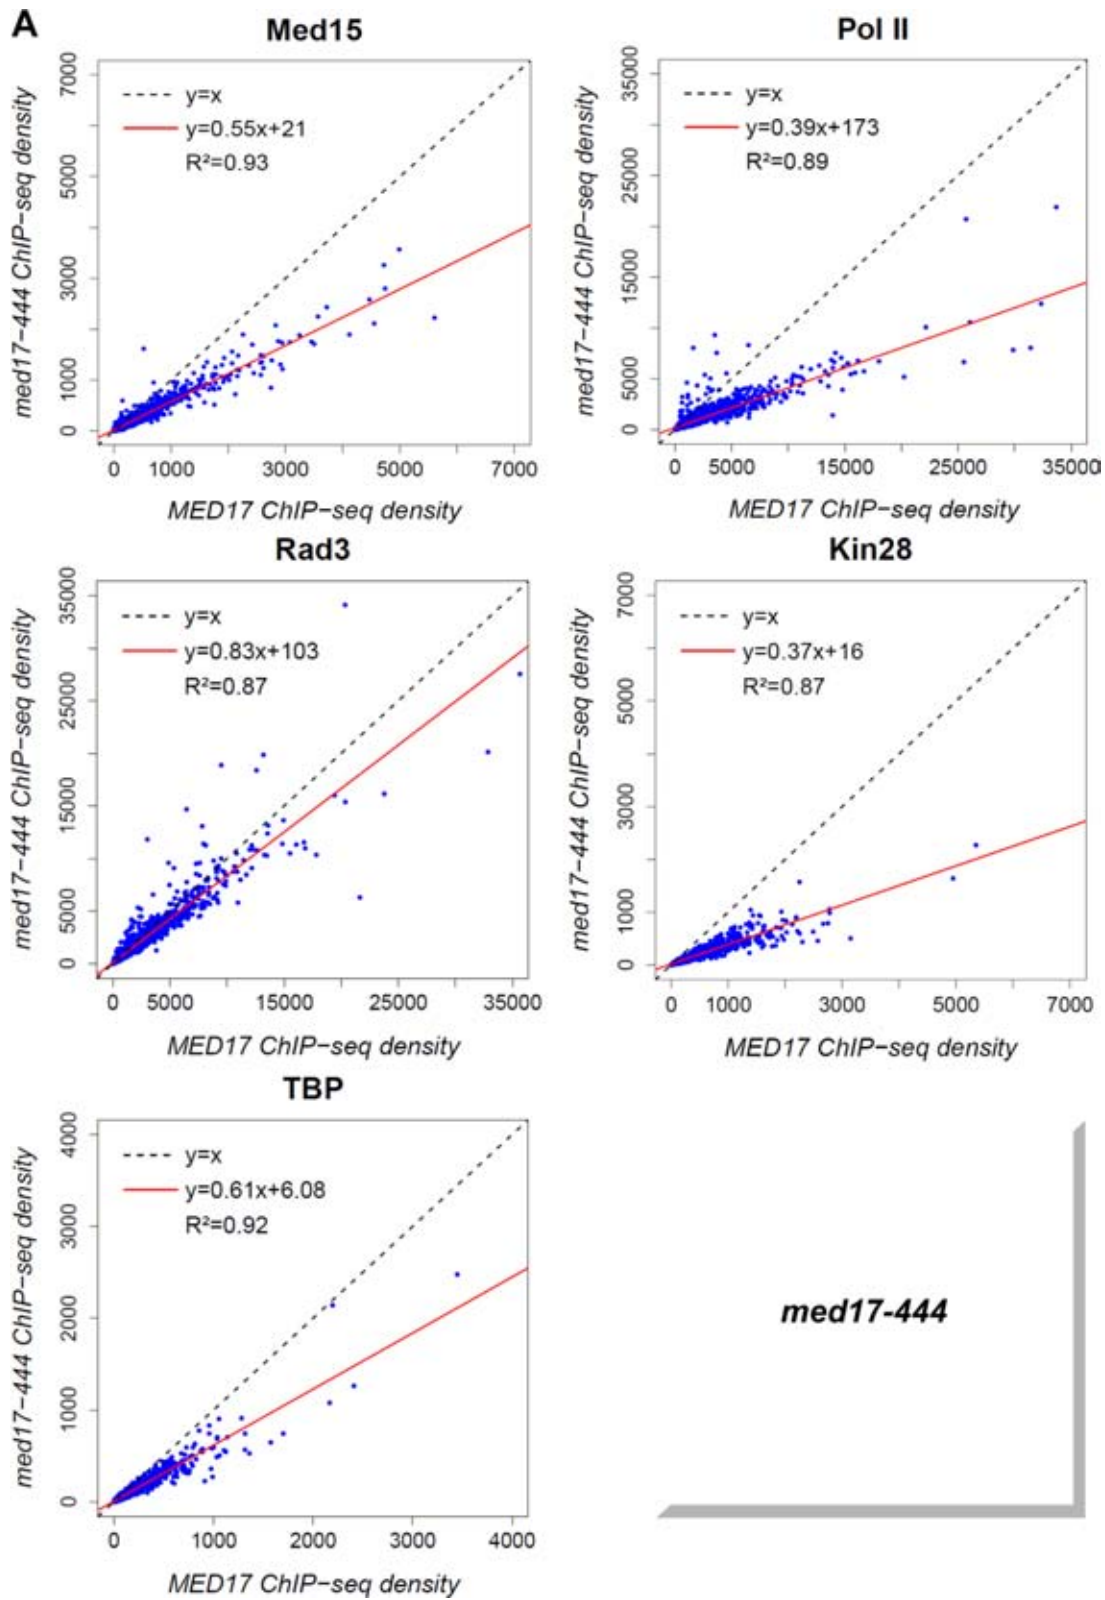 A
Med15
7000
5000
3000
1000
0
med17-444 ChIP-seq density
y=x
y=0.55x+21
R²=0.93
0 1000 3000 5000 7000
MED17 ChIP-seq density
Pol II
35000
25000
15000
5000
0
med17-444 ChIP-seq density
y=x
y=0.39x+173
R²=0.89
0 5000 15000 25000 35000
MED17 ChIP-seq density
Rad3
35000
25000
15000
5000
0
med17-444 ChIP-seq density
y=x
y=0.83x+103
R²=0.87
0 5000 15000 25000 35000
MED17 ChIP-seq density
Kin28
7000
5000
3000
1000
0
med17-444 ChIP-seq density
y=x
y=0.37x+16
R²=0.87
0 1000 3000 5000 7000
MED17 ChIP-seq density
TBP
4000
3000
2000
1000
0
med17-444 ChIP-seq density
y=x
y=0.61x+6.08
R²=0.92
0 1000 2000 3000 4000
MED17 ChIP-seq density
med17-444